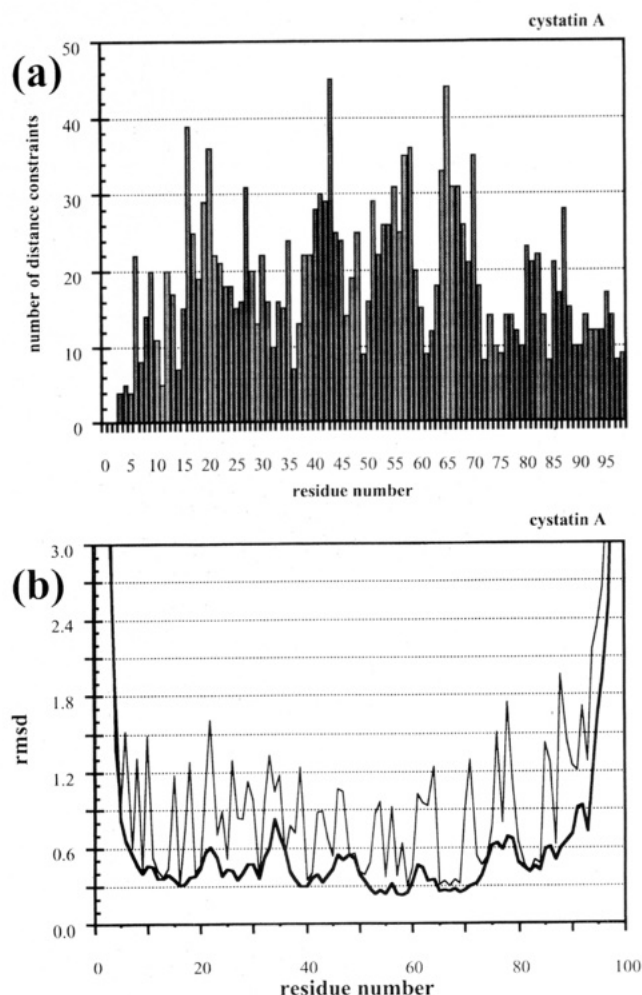 cystatin A
(a)
50
40
30
20
10
0
number of distance constraints
0 5 10 15 20 25 30 35 40 45 50 55 60 65 70 75 80 85 90 95
residue number
cystatin A
(b)
3.0
2.4
1.8
1.2
0.6
0.0
rmsd
0 20 40 60 80 100
residue number